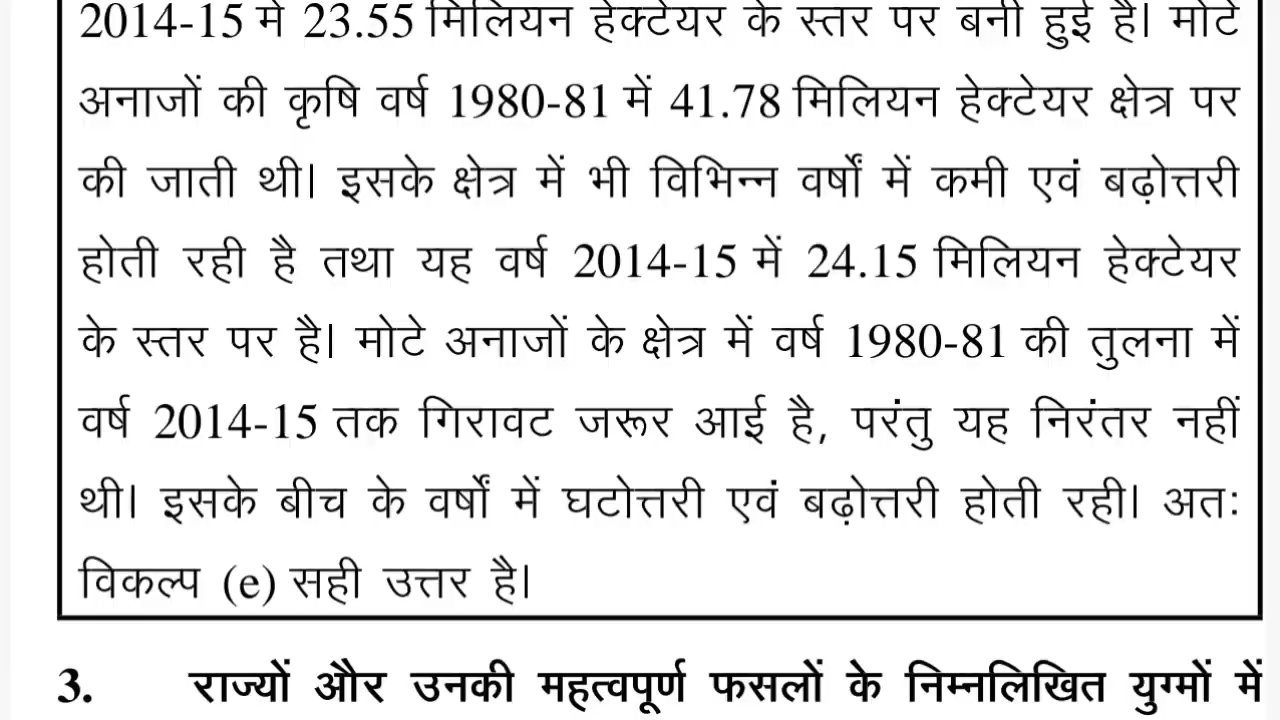 2014-15 में 23.55 मिलियन हेक्टेयर के स्तर पर बनी हुई है। मोटे
अनाजों की कृषि वर्ष 1980-81 में 41.78 मिलियन हेक्टेयर क्षेत्र पर
की जाती थी। इसके क्षेत्र में भी विभिन्न वर्षों में कमी एवं बढ़ोत्तरी
होती रही है तथा यह वर्ष 2014-15 में 24.15 मिलियन हेक्टेयर
के स्तर पर है। मोटे अनाजों के क्षेत्र में वर्ष 1980-81 की तुलना में
वर्ष 2014-15 तक गिरावट जरूर आई है, परंतु यह निरंतर नहीं
थी। इसके बीच के वर्षों में घटोत्तरी एवं बढ़ोत्तरी होती रही। अतः
विकल्प (e) सही उत्तर है।
3. राज्यों और उनकी महत्वपूर्ण फसलों के निम्नलिखित युग्मों में